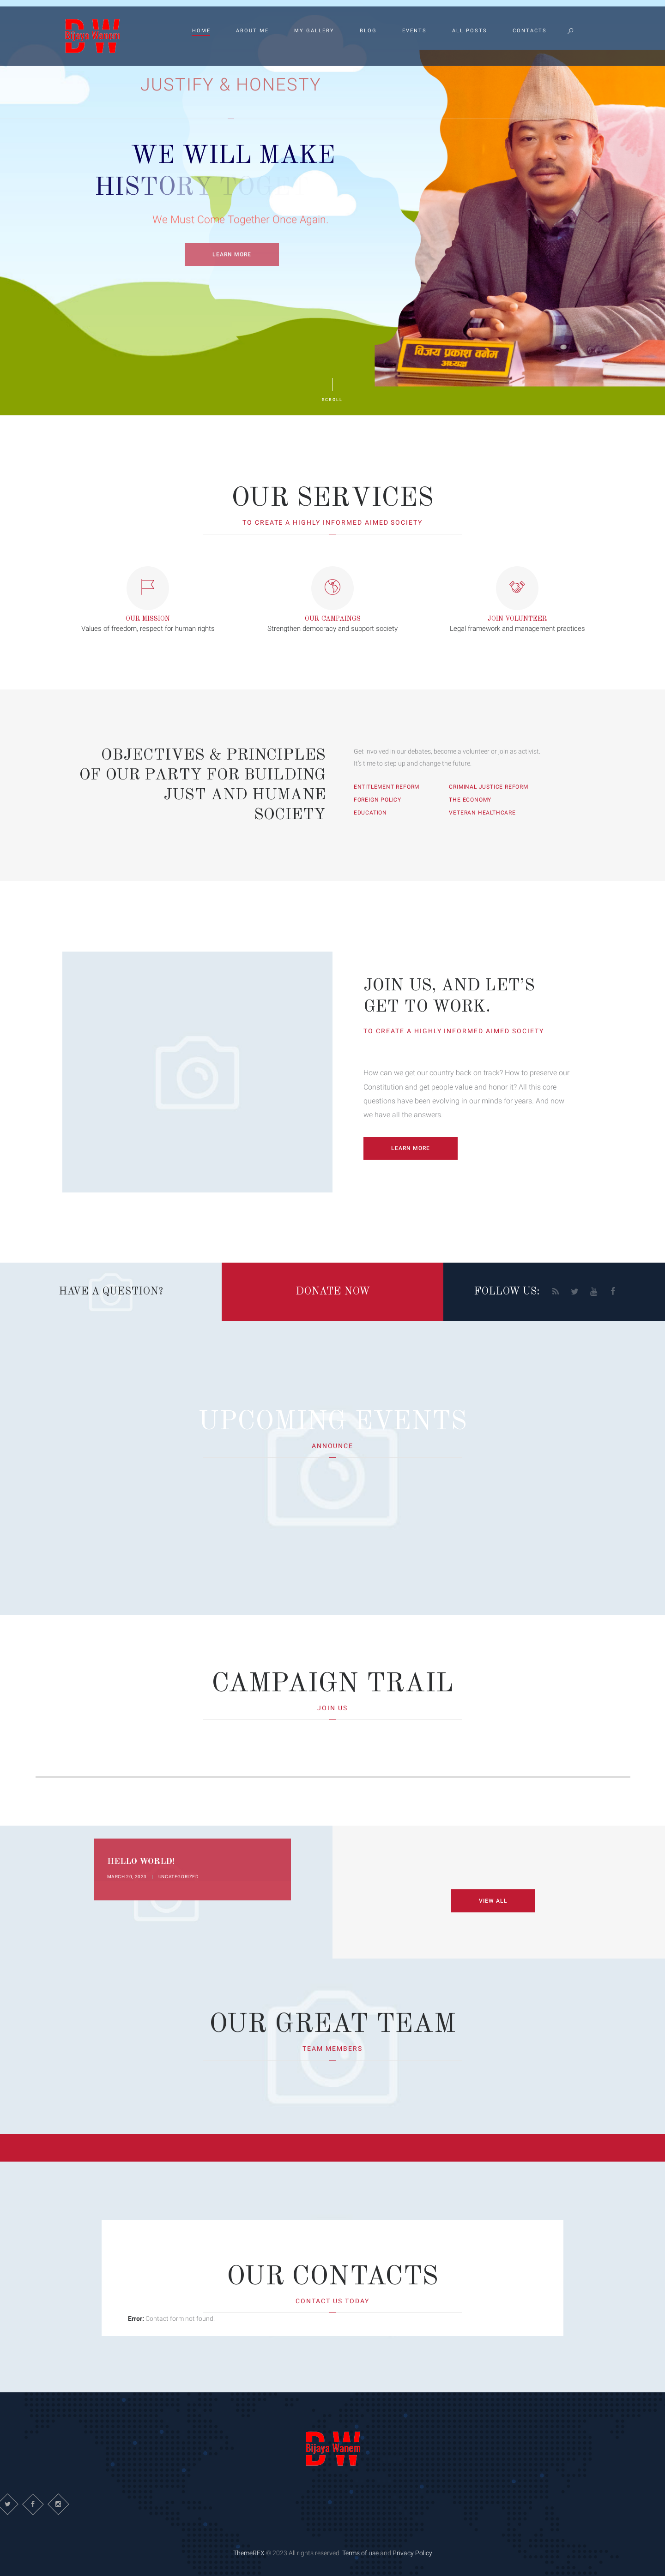 Bijaya Wanem
HOME ABOUT ME MY GALLERY BLOG EVENTS ALL POSTS CONTACTS
JUSTIFY & HONESTY
WE WILL MAKE
HISTORY TOG
We Must Come Together Once Again.
LEARN MORE
विजय प्रकाश वनेम
अध्यक्ष
SCROLL
OUR SERVICES
TO CREATE A HIGHLY INFORMED AIMED SOCIETY
OUR MISSION
Values of freedom, respect for human rights
OUR CAMPAINGS
Strengthen democracy and support society
JOIN VOLUNTEER
Legal framework and management practices
OBJECTIVES & PRINCIPLES
OF OUR PARTY FOR BUILDING
JUST AND HUMANE
SOCIETY
Get involved in our debates, become a volunteer or join as activist.
It's time to step up and change the future.
ENTITLEMENT REFORM
FOREIGN POLICY
EDUCATION
CRIMINAL JUSTICE REFORM
THE ECONOMY
VETERAN HEALTHCARE
JOIN US, AND LET'S
GET TO WORK.
TO CREATE A HIGHLY INFORMED AIMED SOCIETY
How can we get our country back on track? How to preserve our
Constitution and get people value and honor it? All this core
questions have been evolving in our minds for years. And now
we have all the answers.
LEARN MORE
HAVE A QUESTION?
DONATE NOW
FOLLOW US:
UPCOMING EVENTS
ANNOUNCE
CAMPAIGN TRAIL
JOIN US
HELLO WORLD!
MARCH 20, 2023 | UNCATEGORIZED
VIEW ALL
OUR GREAT TEAM
TEAM MEMBERS
OUR CONTACTS
CONTACT US TODAY
Error: Contact form not found.
Bijaya Wanem
ThemeREX © 2023 All rights reserved. Terms of use and Privacy Policy